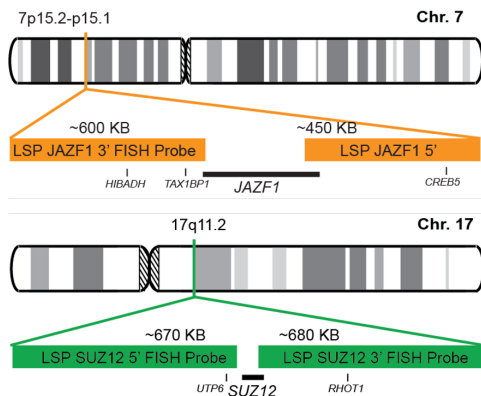 7p15.2-p15.1 Chr. 7
~600 KB ~450 KB
LSP JAZF1 3' FISH Probe LSP JAZF1 5'
HIBADH TAX1BP1 JAZF1 CREB5
17q11.2 Chr. 17
~670 KB ~680 KB
LSP SUZ12 5' FISH Probe LSP SUZ12 3' FISH Probe
UTP6 SUZ12 RHOT1